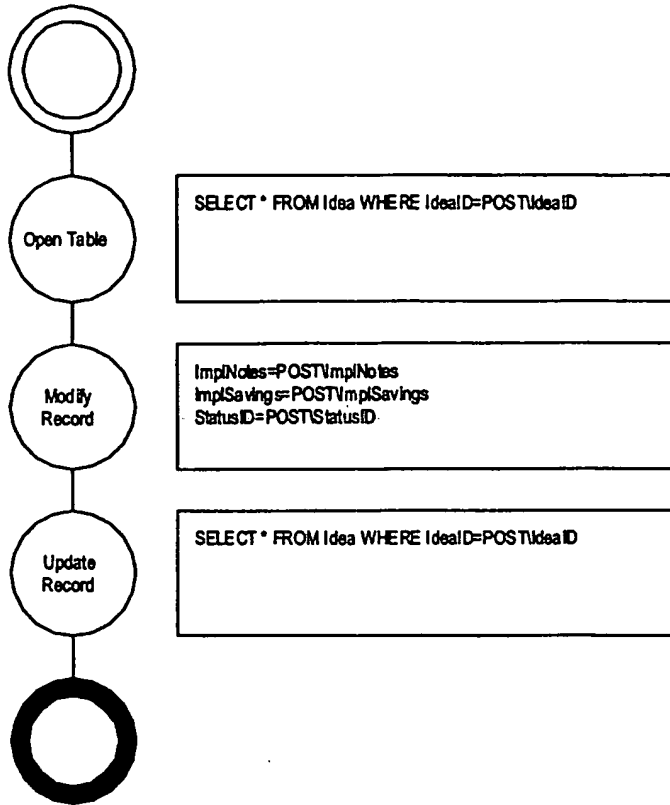 Open Table
SELECT * FROM Idea WHERE IdeaID=POST\IdeaID
Modify
Record
ImplNotes=POST\ImplNotes
ImplSavings=POST\ImplSavings
StatusID=POST\StatusID
Update
Record
SELECT * FROM Idea WHERE IdeaID=POST\IdeaID